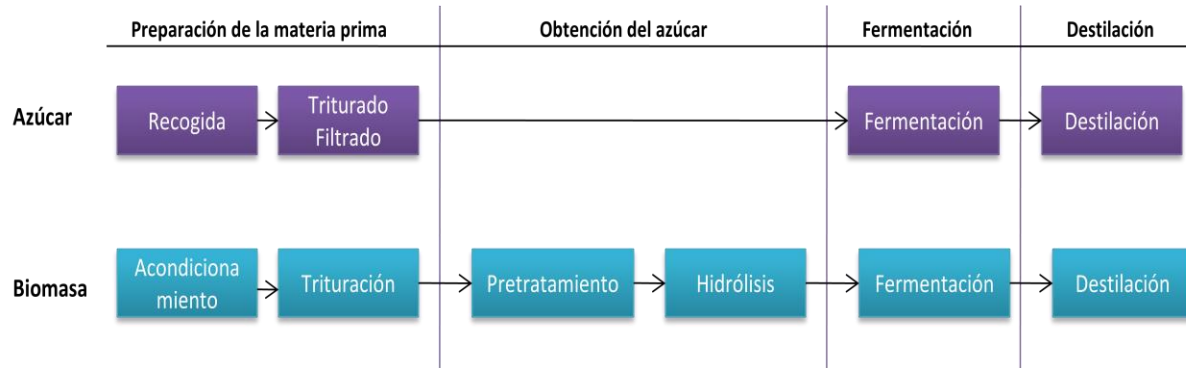 Preparación de la materia prima
Obtención del azúcar
Fermentación
Destilación
Azúcar
Recogida
Triturado
Filtrado
Fermentación
Destilación
Biomasa
Acondiciona
miento
Trituración
Pretratamiento
Hidrólisis
Fermentación
Destilación